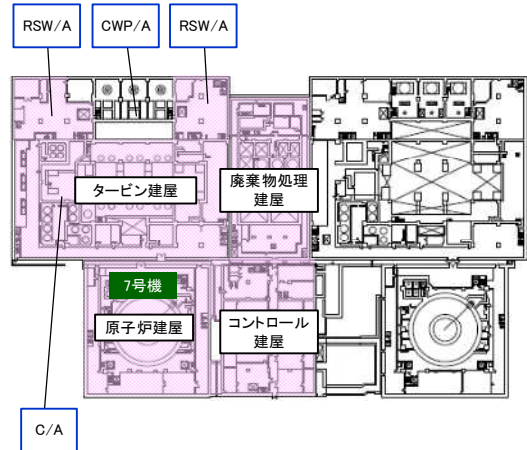 RSW/A
CWP/A
RSW/A
タービン建屋
廃棄物処理
建屋
7号機
原子炉建屋
コントロール
建屋
C/A